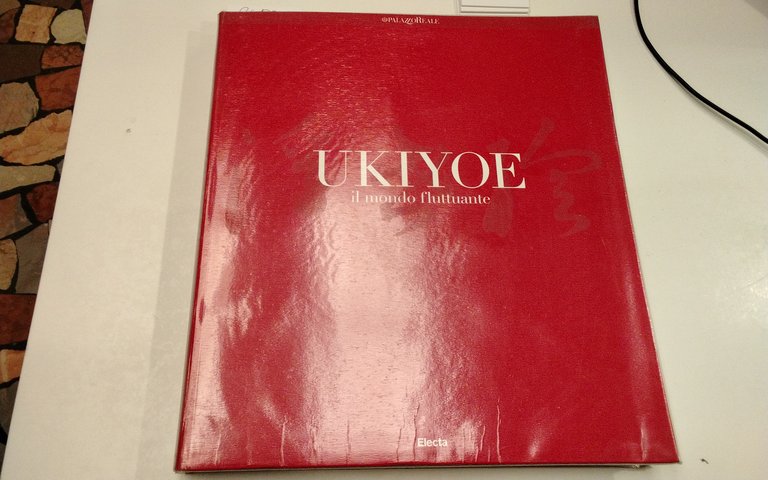 PALAZZOREALE
UKIYOE
il mondo fluttuante
Electa